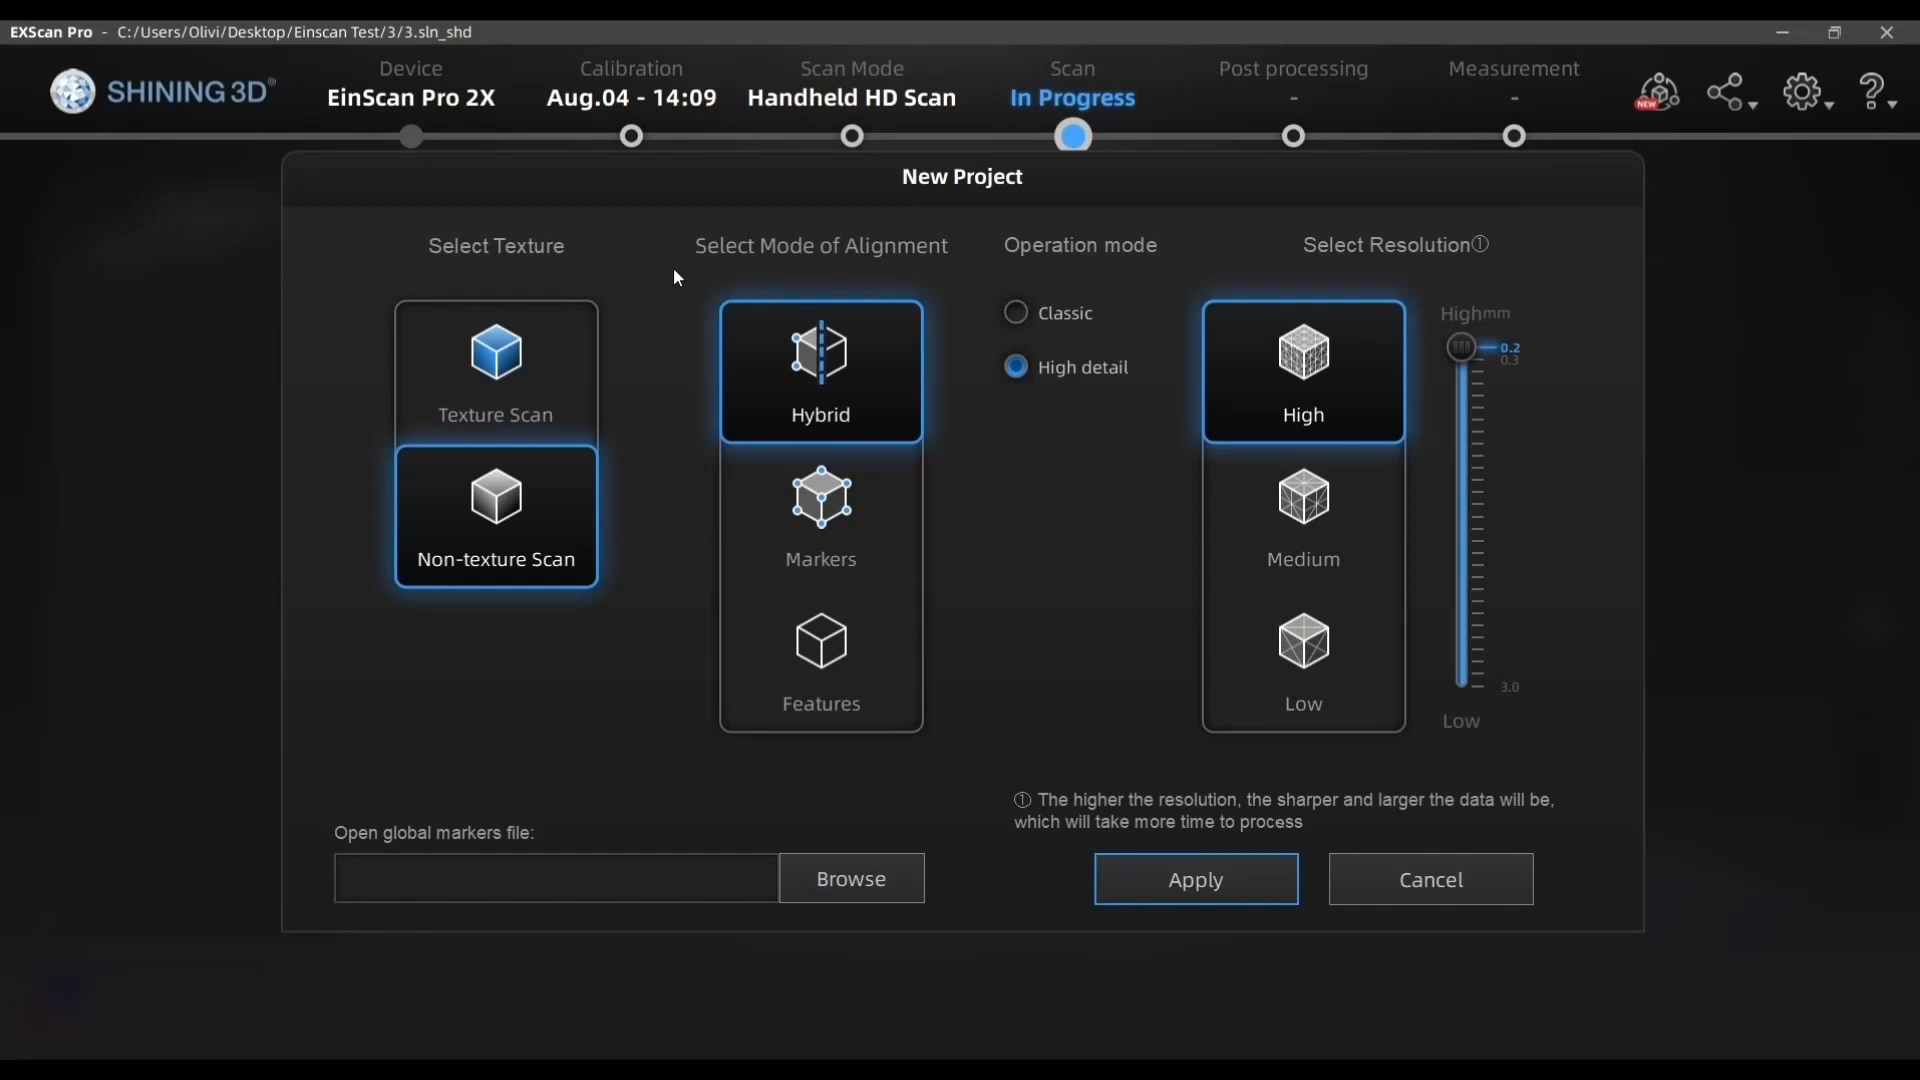 EXScan Pro - C:/Users/Olivi/Desktop/Einscan Test/3/3.sln_shd
SHINING 3D®
Device
EinScan Pro 2X
Calibration
Aug.04 - 14:09
Scan Mode
Handheld HD Scan
Scan
In Progress
Post processing
-
Measurement
-
NEW
?
New Project
Select Texture
Select Mode of Alignment
Operation mode
Select Resolution①
Texture Scan
Non-texture Scan
Hybrid
Markers
Features
Classic
High detail
High
Medium
Low
Highmm
0.2
0.3
3.0
Low
① The higher the resolution, the sharper and larger the data will be,
which will take more time to process
Open global markers file:
Browse
Apply
Cancel